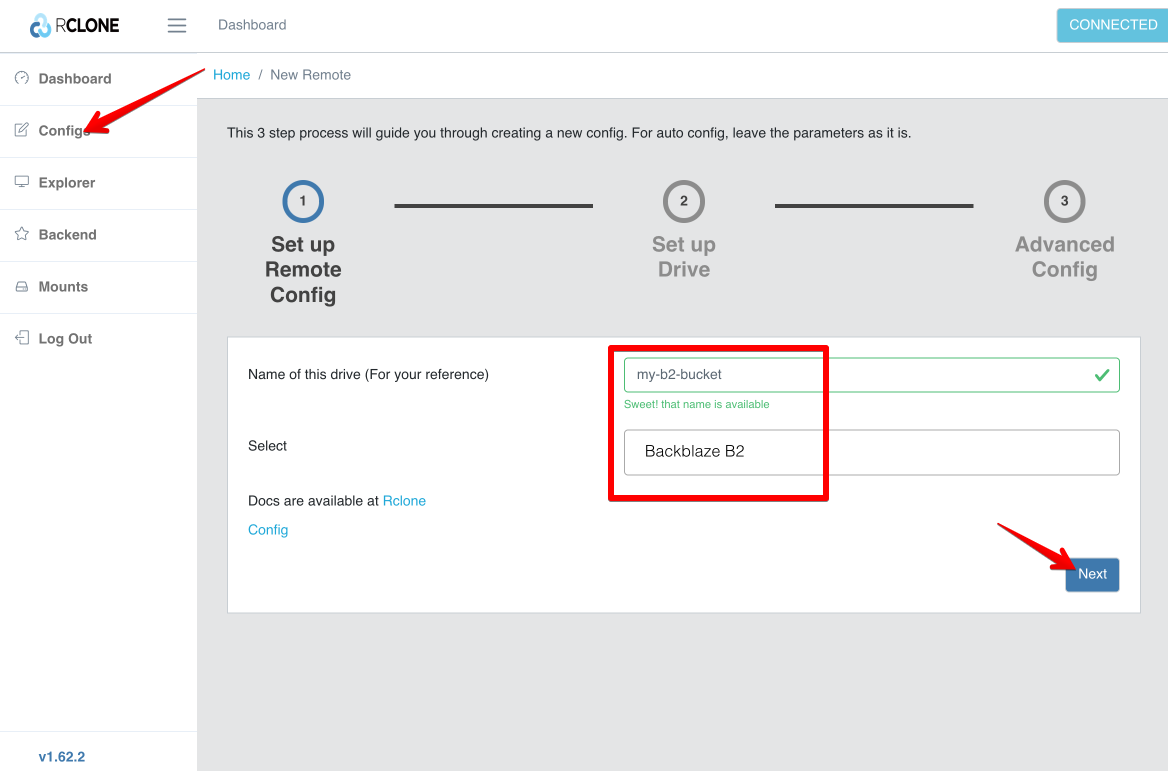 RCLONE
Dashboard
CONNECTED
Dashboard
Configs
Explorer
Backend
Mounts
Log Out
v1.62.2
Home / New Remote
This 3 step process will guide you through creating a new config. For auto config, leave the parameters as it is.
1
Set up
Remote
Config
2
Set up
Drive
3
Advanced
Config
Name of this drive (For your reference)
my-b2-bucket
Sweet! that name is available
Select
Backblaze B2
Docs are available at Rclone
Config
Next